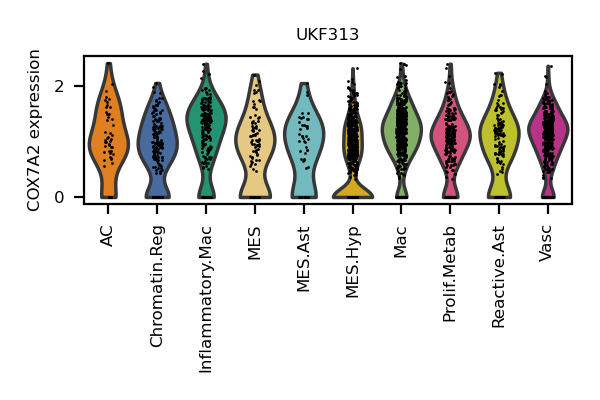 UKF313
COX7A2 expression
2
0
AC
Chromatin.Reg
Inflammatory.Mac
MES
MES.Ast
MES.Hyp
Mac
Prolif.Metab
Reactive.Ast
Vasc